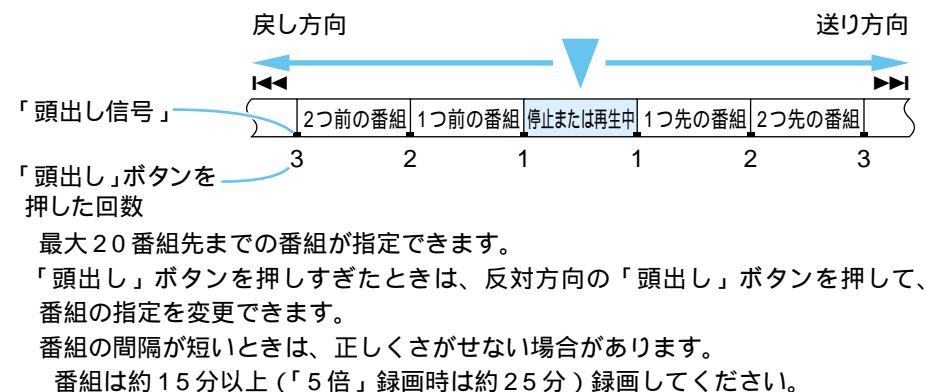 戻し方向 送り方向
「頭出し信号」
2つ前の番組 1つ前の番組 停止または再生中 1つ先の番組 2つ先の番組
3 2 1 1 2 3
「頭出し」ボタンを
押した回数
最大20番組先までの番組が指定できます。
「頭出し」ボタンを押しすぎたときは、反対方向の「頭出し」ボタンを押して、
番組の指定を変更できます。
番組の間隔が短いときは、正しくさがせない場合があります。
番組は約15分以上(「5倍」録画時は約25分)録画してください。